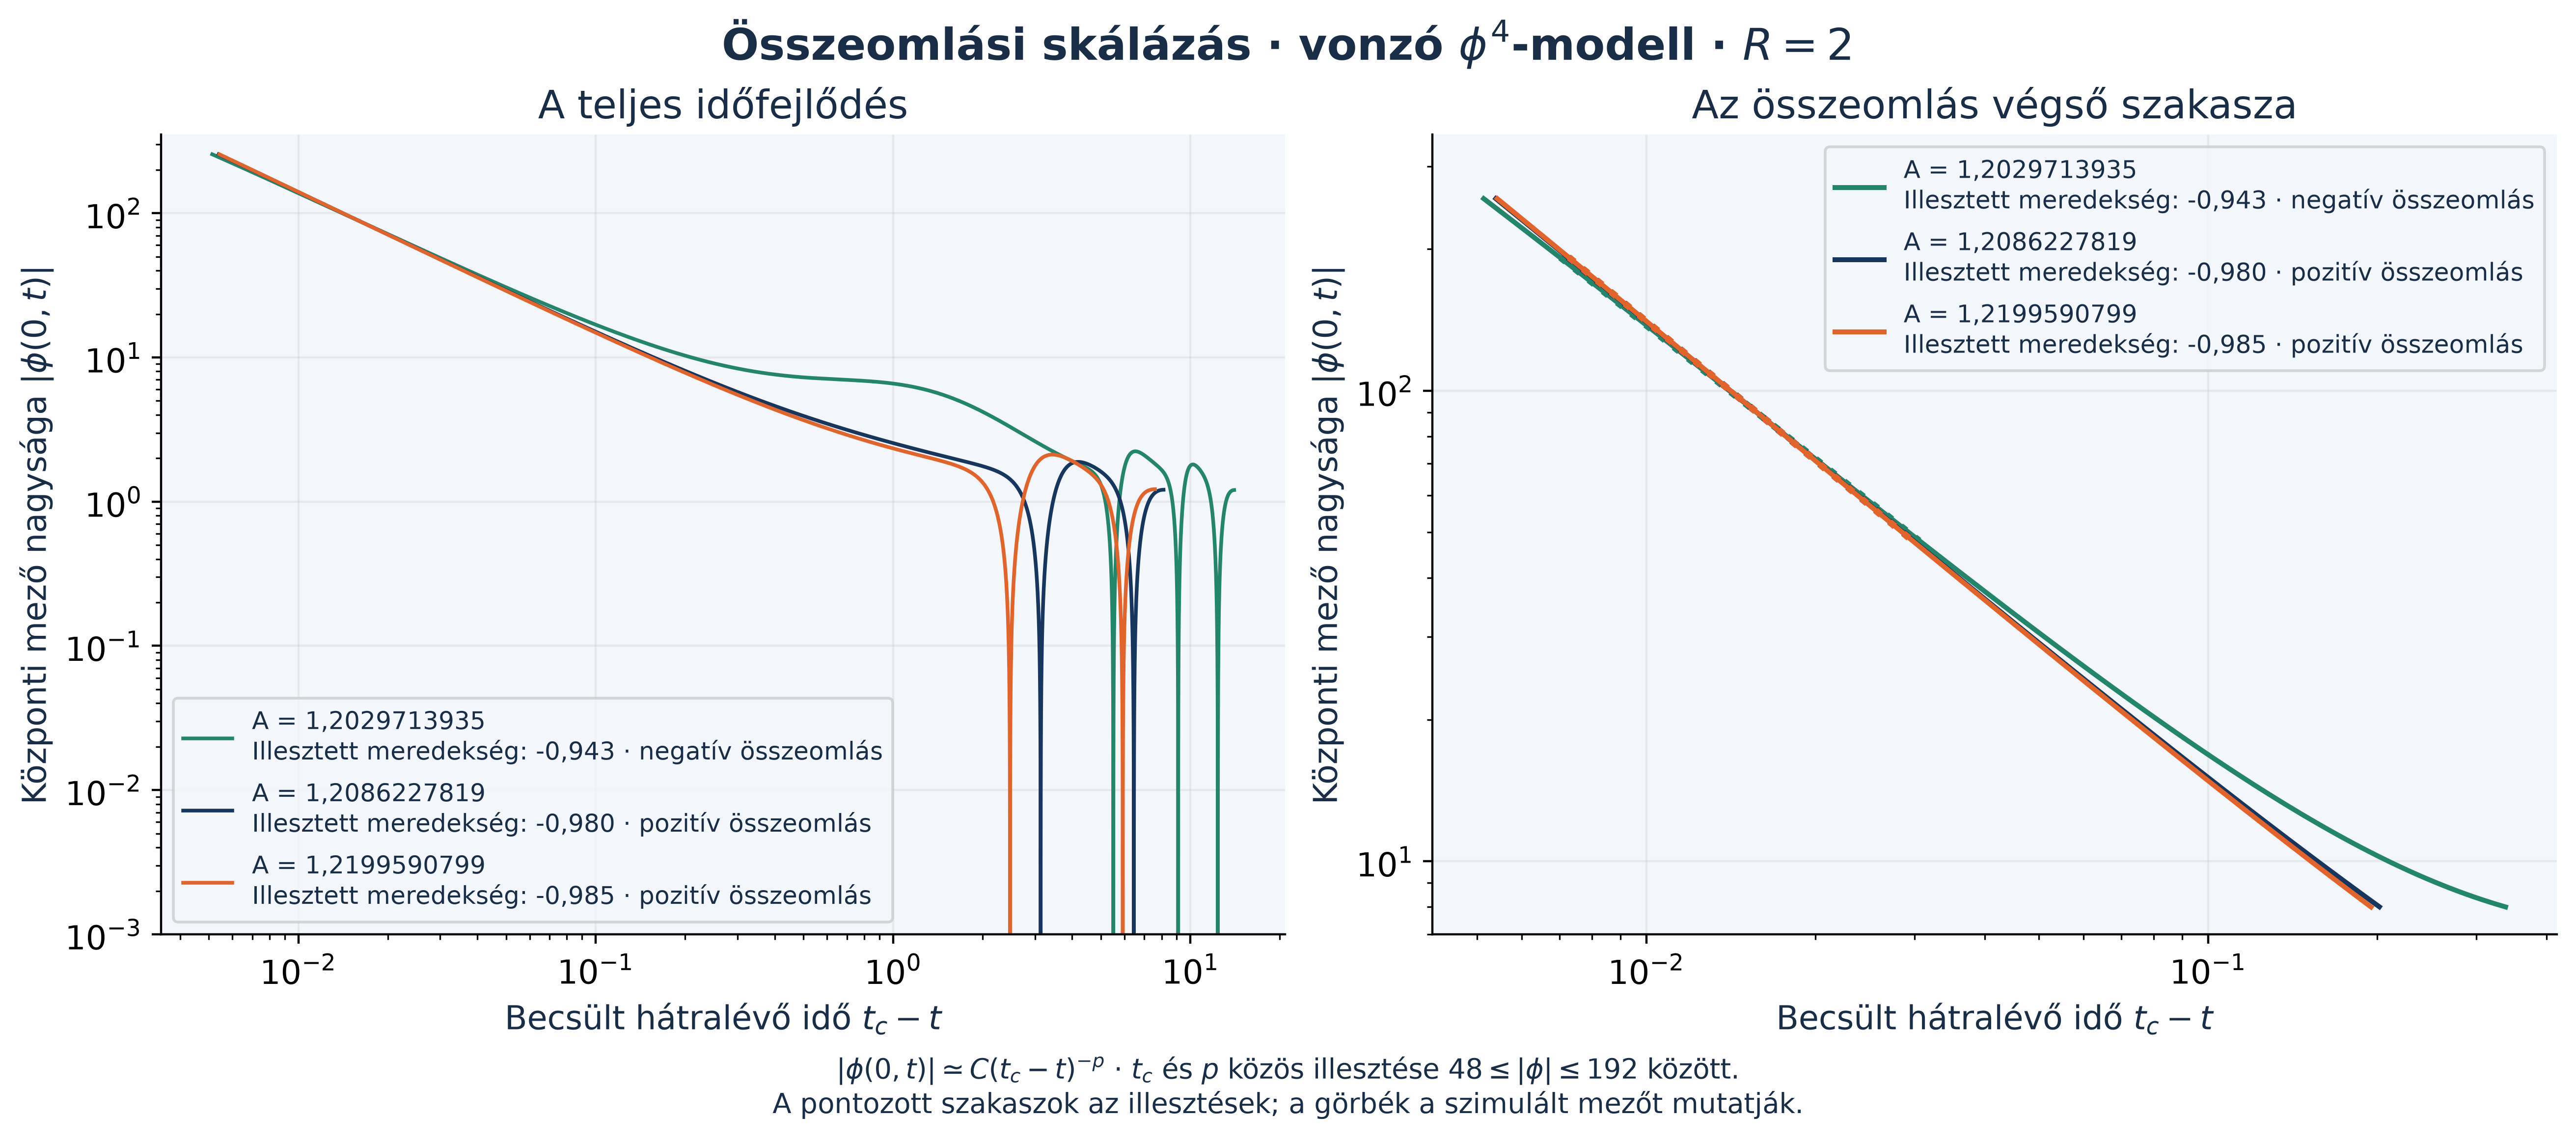 Összeomlási skálázás · vonzó ϕ⁴-modell · R = 2
A teljes időfejlődés
Központi mező nagysága |ϕ(0, t)|
10²
10¹
10⁰
10⁻¹
10⁻²
10⁻³
A = 1,2029713935
Illesztett meredekség: -0,943 · negatív összeomlás
A = 1,2086227819
Illesztett meredekség: -0,980 · pozitív összeomlás
A = 1,2199590799
Illesztett meredekség: -0,985 · pozitív összeomlás
10⁻² 10⁻¹ 10⁰ 10¹
Becsült hátralévő idő t_c − t
Az összeomlás végső szakasza
Központi mező nagysága |ϕ(0, t)|
10²
10¹
A = 1,2029713935
Illesztett meredekség: -0,943 · negatív összeomlás
A = 1,2086227819
Illesztett meredekség: -0,980 · pozitív összeomlás
A = 1,2199590799
Illesztett meredekség: -0,985 · pozitív összeomlás
10⁻² 10⁻¹
Becsült hátralévő idő t_c − t
|ϕ(0, t)| ≃ C(t_c − t)⁻ᵖ · t_c és p közös illesztése 48 ≤ |ϕ| ≤ 192 között.
A pontozott szakaszok az illesztések; a görbék a szimulált mezőt mutatják.